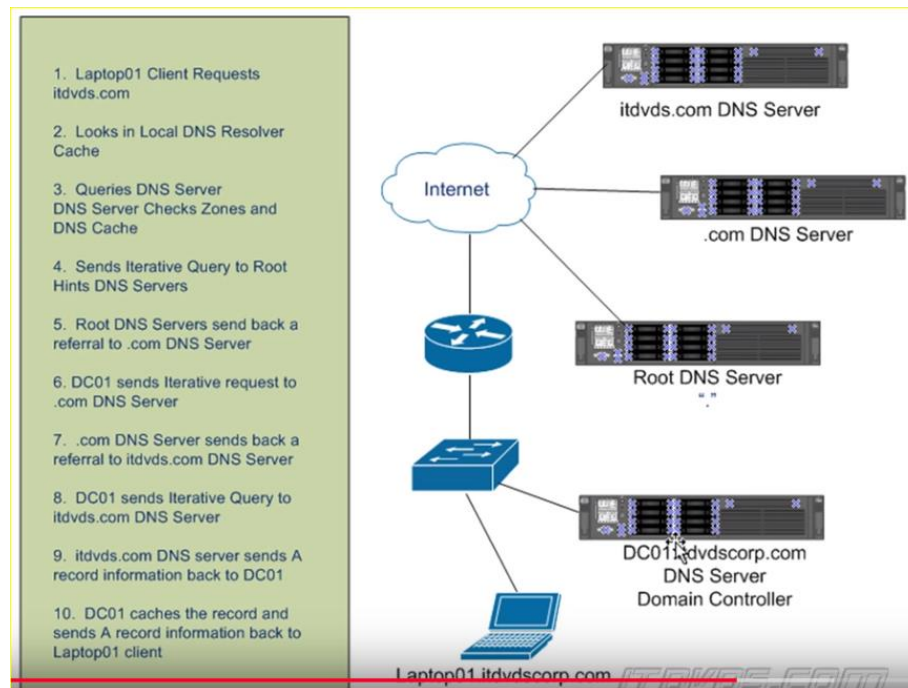 1. Laptop01 Client Requests
itdvds.com
2. Looks in Local DNS Resolver
Cache
3. Queries DNS Server
DNS Server Checks Zones and
DNS Cache
4. Sends Iterative Query to Root
Hints DNS Servers
5. Root DNS Servers send back a
referral to .com DNS Server
6. DC01 sends Iterative request to
.com DNS Server
7. .com DNS Server sends back a
referral to itdvds.com DNS Server
8. DC01 sends Iterative Query to
itdvds.com DNS Server
9. itdvds.com DNS server sends A
record information back to DC01
10. DC01 caches the record and
sends A record information back to
Laptop01 client
itdvds.com DNS Server
Internet
.com DNS Server
Root DNS Server
“.”
DC01.itdvdscorp.com
DNS Server
Domain Controller
Laptop01.itdvdscorp.com
ITDVDS.COM